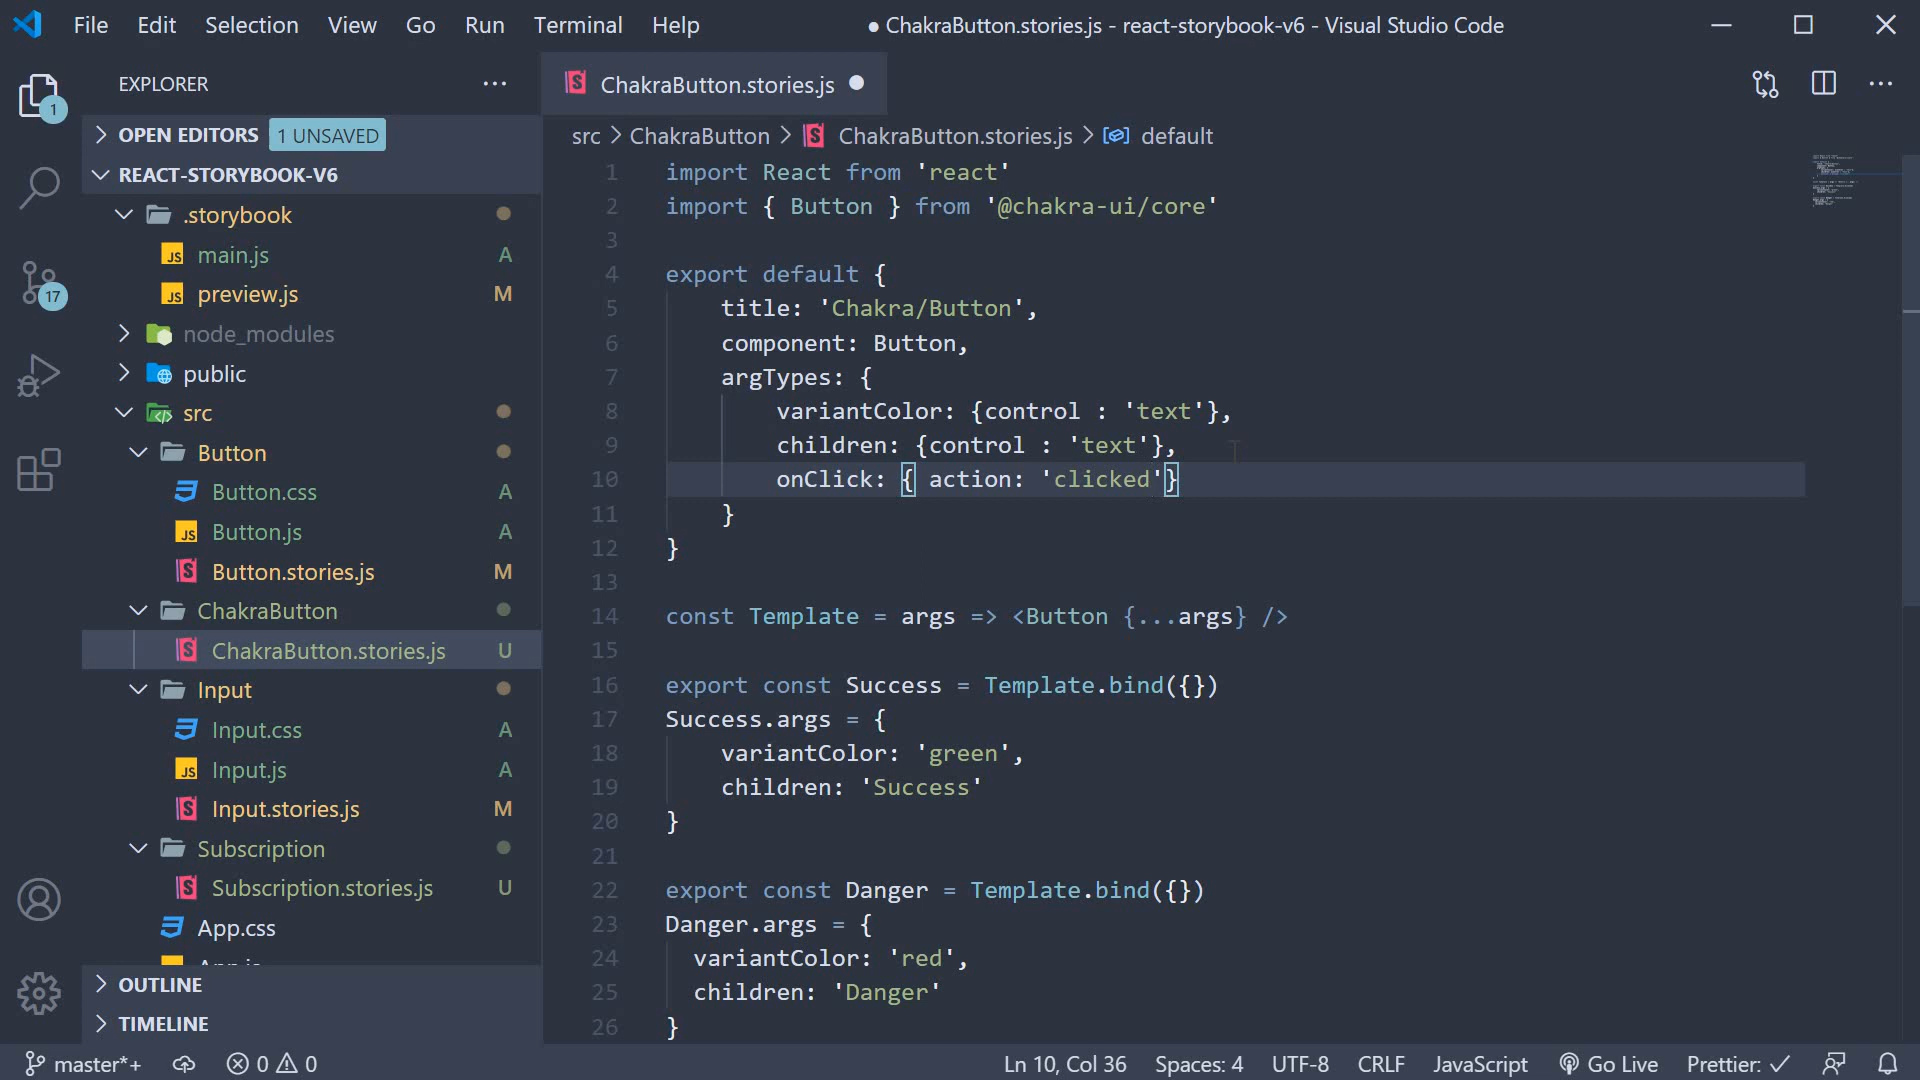 File Edit Selection View Go Run Terminal Help
● ChakraButton.stories.js - react-storybook-v6 - Visual Studio Code
EXPLORER
1
OPEN EDITORS 1 UNSAVED
REACT-STORYBOOK-V6
.storybook
main.js A
preview.js M
node_modules
public
src
Button
Button.css A
Button.js A
Button.stories.js M
ChakraButton
ChakraButton.stories.js U
Input
Input.css A
Input.js A
Input.stories.js M
Subscription
Subscription.stories.js U
App.css
App.js
OUTLINE
TIMELINE
17
ChakraButton.stories.js
src > ChakraButton > ChakraButton.stories.js > default
1 import React from 'react'
2 import { Button } from '@chakra-ui/core'
3
4 export default {
5 title: 'Chakra/Button',
6 component: Button,
7 argTypes: {
8 variantColor: {control : 'text'},
9 children: {control : 'text'},
10 onClick: { action: 'clicked'}
11 }
12 }
13
14 const Template = args => <Button {...args} />
15
16 export const Success = Template.bind({})
17 Success.args = {
18 variantColor: 'green',
19 children: 'Success'
20 }
21
22 export const Danger = Template.bind({})
23 Danger.args = {
24 variantColor: 'red',
25 children: 'Danger'
26 }
master*+ 0 0 Ln 10, Col 36 Spaces: 4 UTF-8 CRLF JavaScript Go Live Prettier: ✓